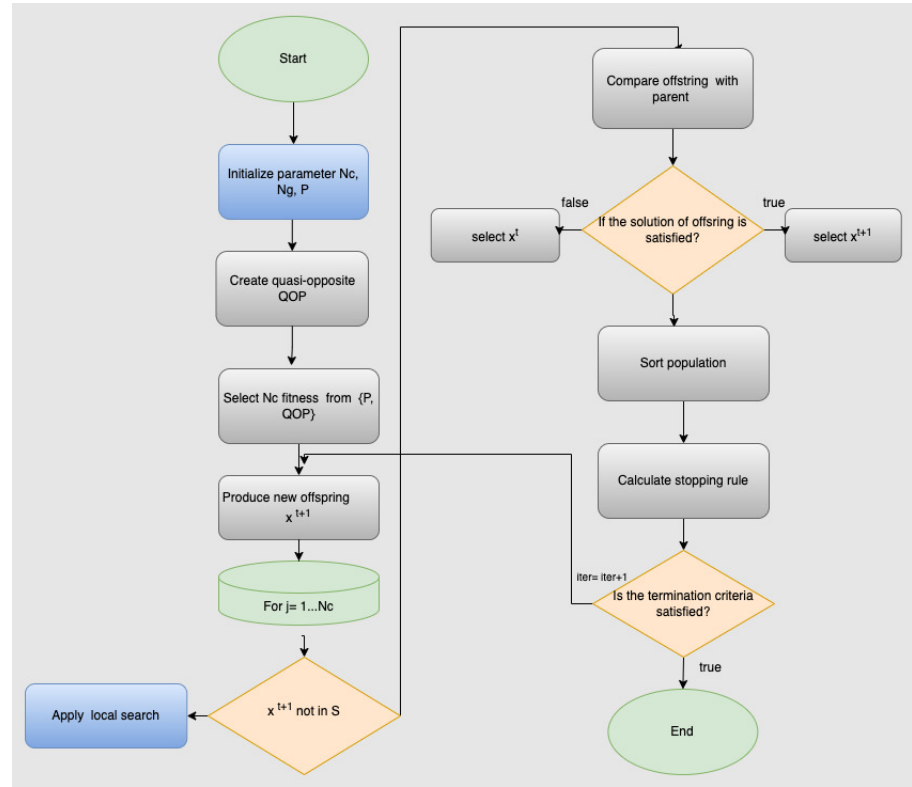 Start
Initialize parameter Nc,
Ng, P
Create quasi-opposite
QOP
Select Nc fitness from {P,
QOP}
Produce new offspring
x t+1
For j= 1...Nc
x t+1 not in S
Apply local search
Compare offstring with
parent
If the solution of offsring is
satisfied?
false
true
select xt
select xt+1
Sort population
Calculate stopping rule
iter= iter+1
Is the termination criteria
satisfied?
true
End